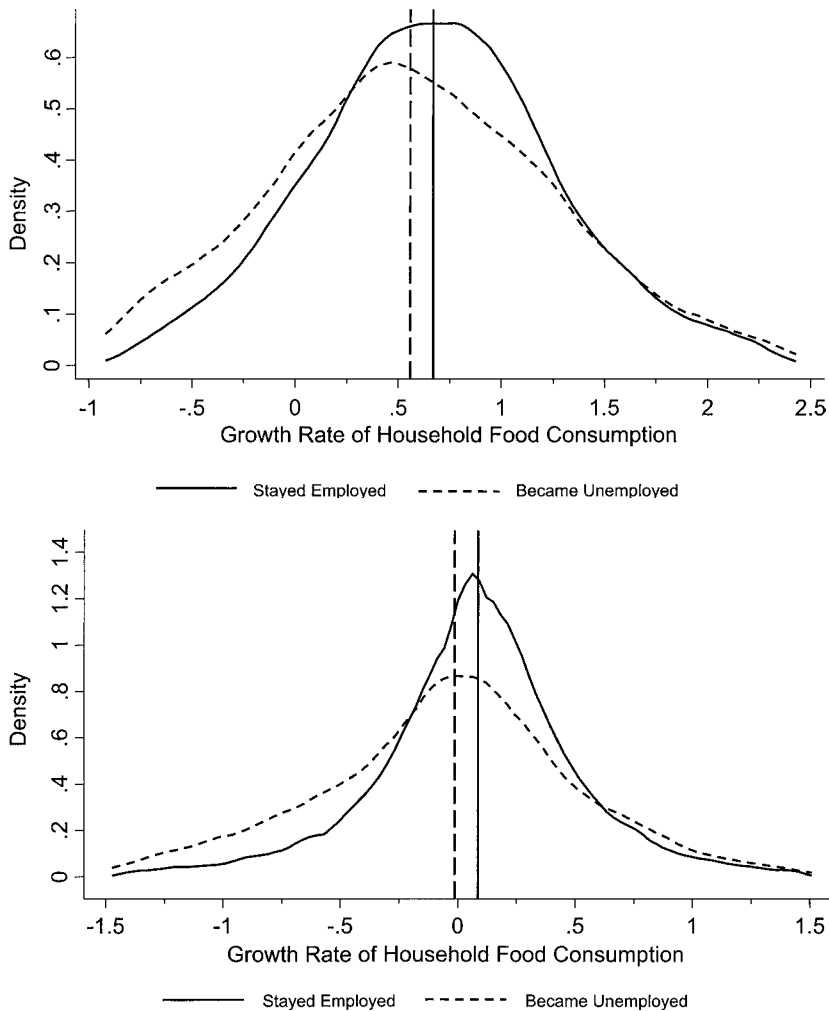 Density
.6
.5
.4
.3
.2
.1
0
-1 -.5 0 .5 1 1.5 2 2.5
Growth Rate of Household Food Consumption
Stayed Employed Became Unemployed
Density
1.4
1.2
1
.8
.6
.4
.2
0
-1.5 -1 -.5 0 .5 1 1.5
Growth Rate of Household Food Consumption
Stayed Employed Became Unemployed